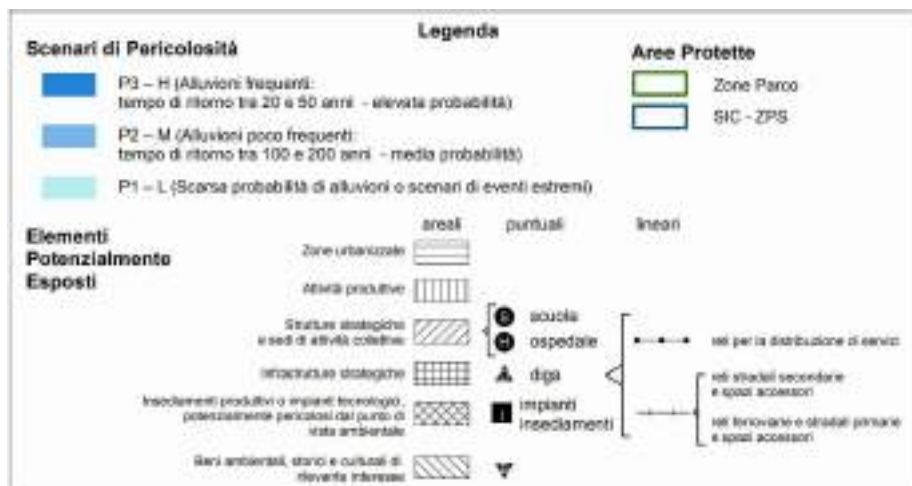 Legenda
Scenari di Pericolosità
P3 – H (Alluvioni frequenti:
tempo di ritorno tra 20 e 50 anni - elevata probabilità)
P2 – M (Alluvioni poco frequenti:
tempo di ritorno tra 100 e 200 anni - media probabilità)
P1 – L (Scarsa probabilità di alluvioni o scenari di eventi estremi)
Aree Protette
Zone Parco
SIC - ZPS
Elementi
Potenzialmente
Esposti
areali
puntuali
lineari
Zone urbanizzate
Attività produttive
Strutture strategiche
e sedi di attività collettive
S scuola
H ospedale
Infrastrutture strategiche
diga
Insediamenti produttivi o impianti tecnologici,
potenzialmente pericolosi dal punto di
vista ambientale
I impianti
insediamenti
Beni ambientali, storici e culturali di
rilevante interesse
reti per la distribuzione di servizi
reti stradali secondarie
e spazi accessori
reti ferroviarie e stradali primarie
e spazi accessori